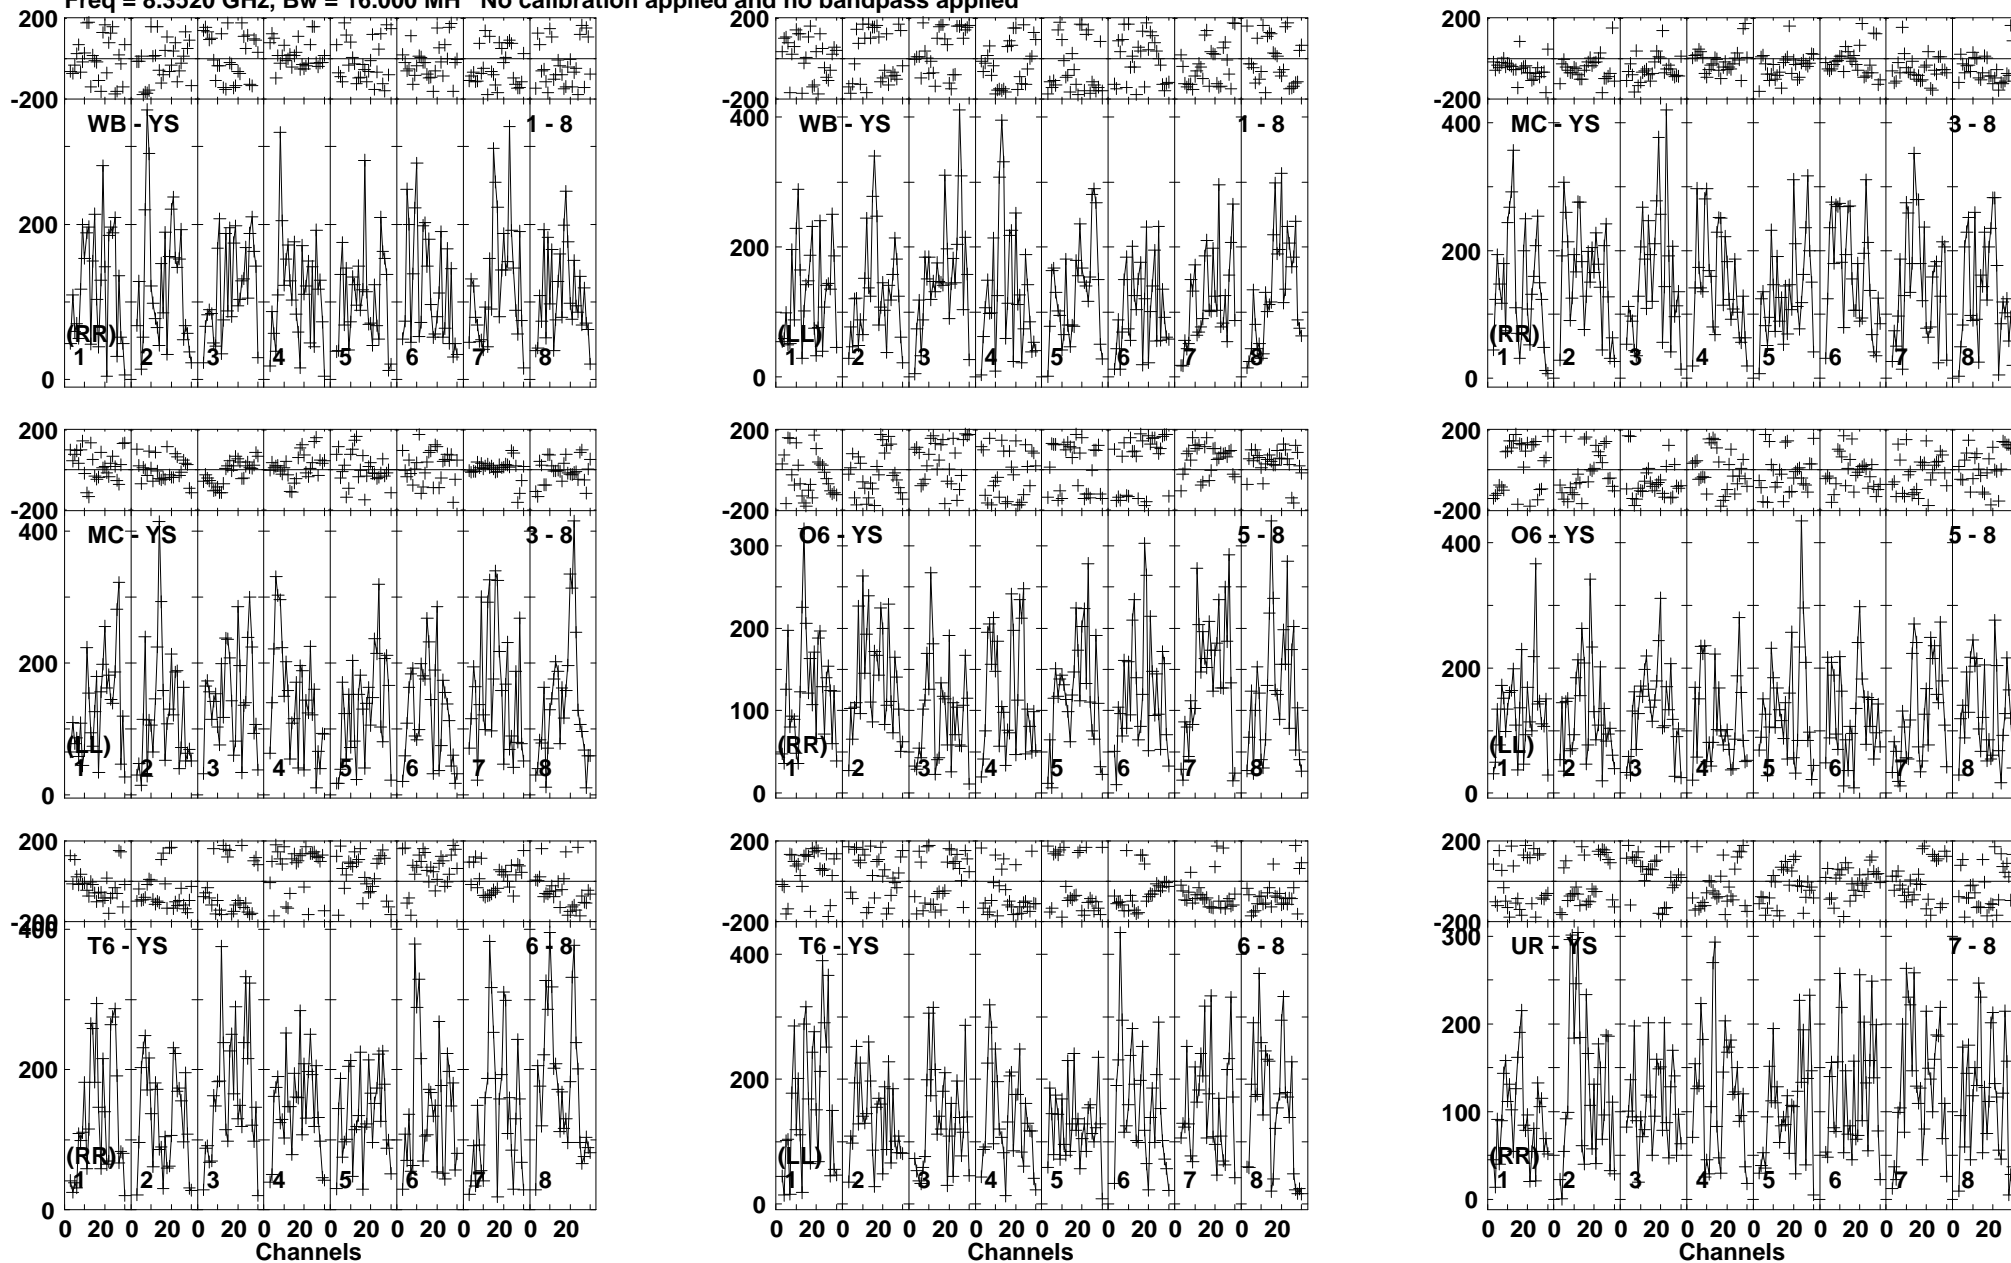 Freq = 8.3520 GHz, Bw = 16.000 MH No calibration applied and no bandpass applied
200 200 200
-200 -200 -200
WB - YS 1 - 8 WB - YS 1 - 8 MC - YS 3 - 8
400 400
200 200 200
(RR) (LL) (RR)
1 2 3 4 5 6 7 8 1 2 3 4 5 6 7 8 1 2 3 4 5 6 7 8
0 0 0
200 200 200
-200 -200 -200
MC - YS 3 - 8 O6 - YS 5 - 8 O6 - YS 5 - 8
400 300 400
200 200 200
100
(LL) (RR) (LL)
1 2 3 4 5 6 7 8 1 2 3 4 5 6 7 8 1 2 3 4 5 6 7 8
0 0 0
200 200 200
-200 -200 -200
400 300
T6 - YS 6 - 8 T6 - YS 6 - 8 UR - YS 7 - 8
400
200 200 200
100
(RR) (LL) (RR)
1 2 3 4 5 6 7 8 1 2 3 4 5 6 7 8 1 2 3 4 5 6 7 8
0 0 0
0 20 0 20 0 20 0 20 0 20 0 20 0 20 0 20 0 20 0 20 0 20 0 20 0 20 0 20 0 20 0 20 0 20 0 20 0 20 0 20 0 20 0 20 0 20 0 20
Channels Channels Channels